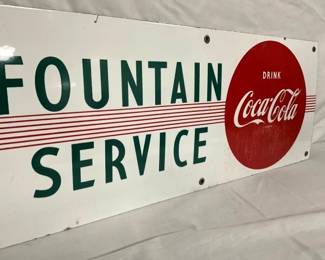 FOUNTAIN
SERVICE
DRINK
Coca-Cola